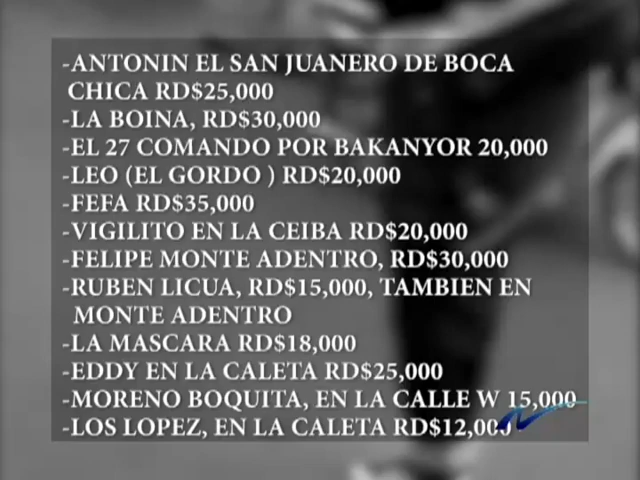 -ANTONIN EL SAN JUANERO DE BOCA
CHICA RD$25,000
-LA BOINA, RD$30,000
-EL 27 COMANDO POR BAKANYOR 20,000
-LEO (EL GORDO ) RD$20,000
-FEFA RD$35,000
-VIGILITO EN LA CEIBA RD$20,000
-FELIPE MONTE ADENTRO, RD$30,000
-RUBEN LICUA, RD$15,000, TAMBIEN EN
MONTE ADENTRO
-LA MASCARA RD$18,000
-EDDY EN LA CALETA RD$25,000
-MORENO BOQUITA, EN LA CALLE W 15,000
-LOS LOPEZ, EN LA CALETA RD$12,000